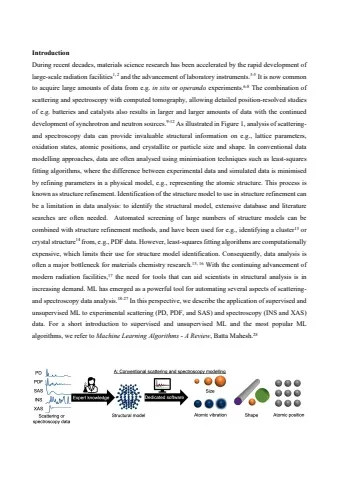 Introduction
During recent decades, materials science research has been accelerated by the rapid development of
large-scale radiation facilities1, 2 and the advancement of laboratory instruments.3-5 It is now common
to acquire large amounts of data from e.g. in situ or operando experiments.6-8 The combination of
scattering and spectroscopy with computed tomography, allowing detailed position-resolved studies
of e.g. batteries and catalysts also results in larger and larger amounts of data with the continued
development of synchrotron and neutron sources.9-12 As illustrated in Figure 1, analysis of scattering-
and spectroscopy data can provide invaluable structural information on e.g., lattice parameters,
oxidation states, atomic positions, and crystallite or particle size and shape. In conventional data
modelling approaches, data are often analysed using minimisation techniques such as least-squares
fitting algorithms, where the difference between experimental data and simulated data is minimised
by refining parameters in a physical model, e.g., representing the atomic structure. This process is
known as structure refinement. Identification of the structure model to use in structure refinement can
be a limitation in data analysis: to identify the structural model, extensive database and literature
searches are often needed. Automated screening of large numbers of structure models can be
combined with structure refinement methods, and have been used for e.g., identifying a cluster13 or
crystal structure14 from, e.g., PDF data. However, least-squares fitting algorithms are computationally
expensive, which limits their use for structure model identification. Consequently, data analysis is
often a major bottleneck for materials chemistry research.15, 16 With the continuing advancement of
modern radiation facilities,17 the need for tools that can aid scientists in structural analysis is in
increasing demand. ML has emerged as a powerful tool for automating several aspects of scattering-
and spectroscopy data analysis.18-27 In this perspective, we describe the application of supervised and
unsupervised ML to experimental scattering (PD, PDF, and SAS) and spectroscopy (INS and XAS)
data. For a short introduction to supervised and unsupervised ML and the most popular ML
algorithms, we refer to Machine Learning Algorithms - A Review, Batta Mahesh.28
A: Conventional scattering and spectroscopy modelling
PD
PDF
SAS
INS
XAS
Scattering or
spectroscopy data
Expert knowledge
Structural model
Dedicated software
Size
Atomic vibration
Shape
Atomic position